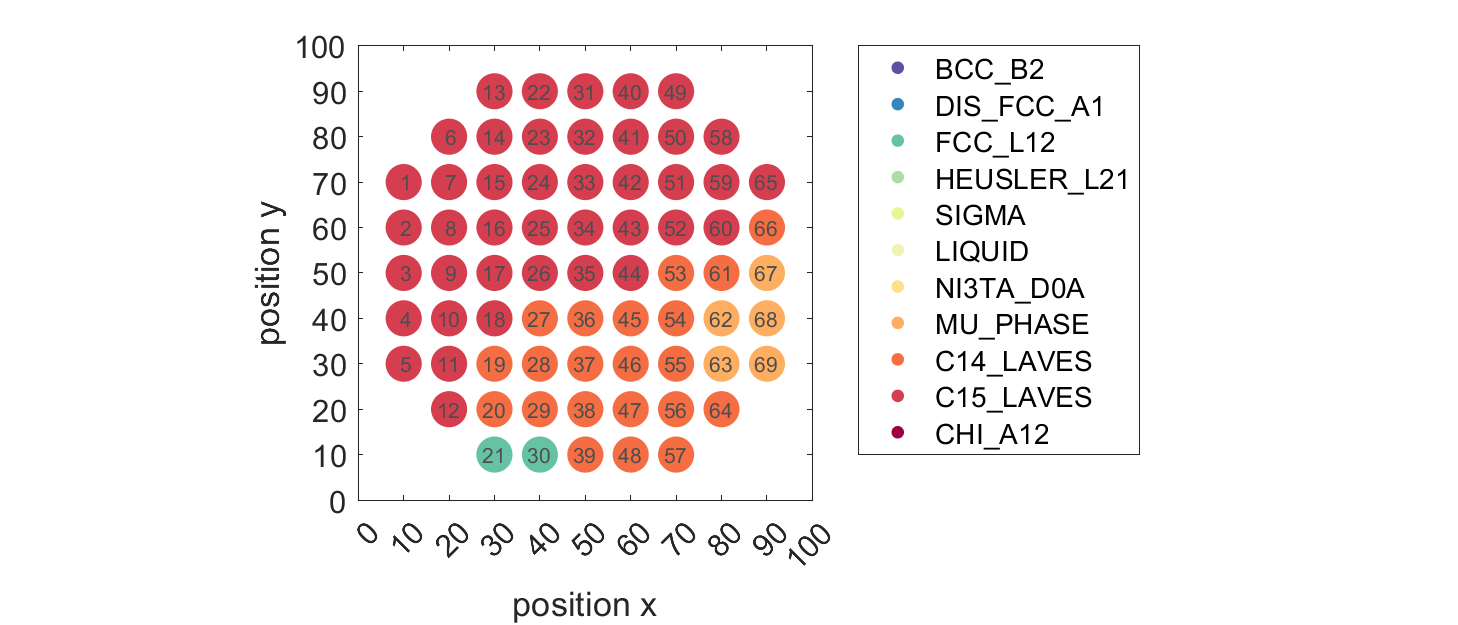 100
90
80
70
60
50
40
30
20
10
0
position y
13 22 31 40 49
6 14 23 32 41 50 58
1 7 15 24 33 42 51 59 65
2 8 16 25 34 43 52 60 66
3 9 17 26 35 44 53 61 67
4 10 18 27 36 45 54 62 68
5 11 19 28 37 46 55 63 69
12 20 29 38 47 56 64
21 30 39 48 57
0 10 20 30 40 50 60 70 80 90 100
position x
BCC_B2
DIS_FCC_A1
FCC_L12
HEUSLER_L21
SIGMA
LIQUID
NI3TA_D0A
MU_PHASE
C14_LAVES
C15_LAVES
CHI_A12